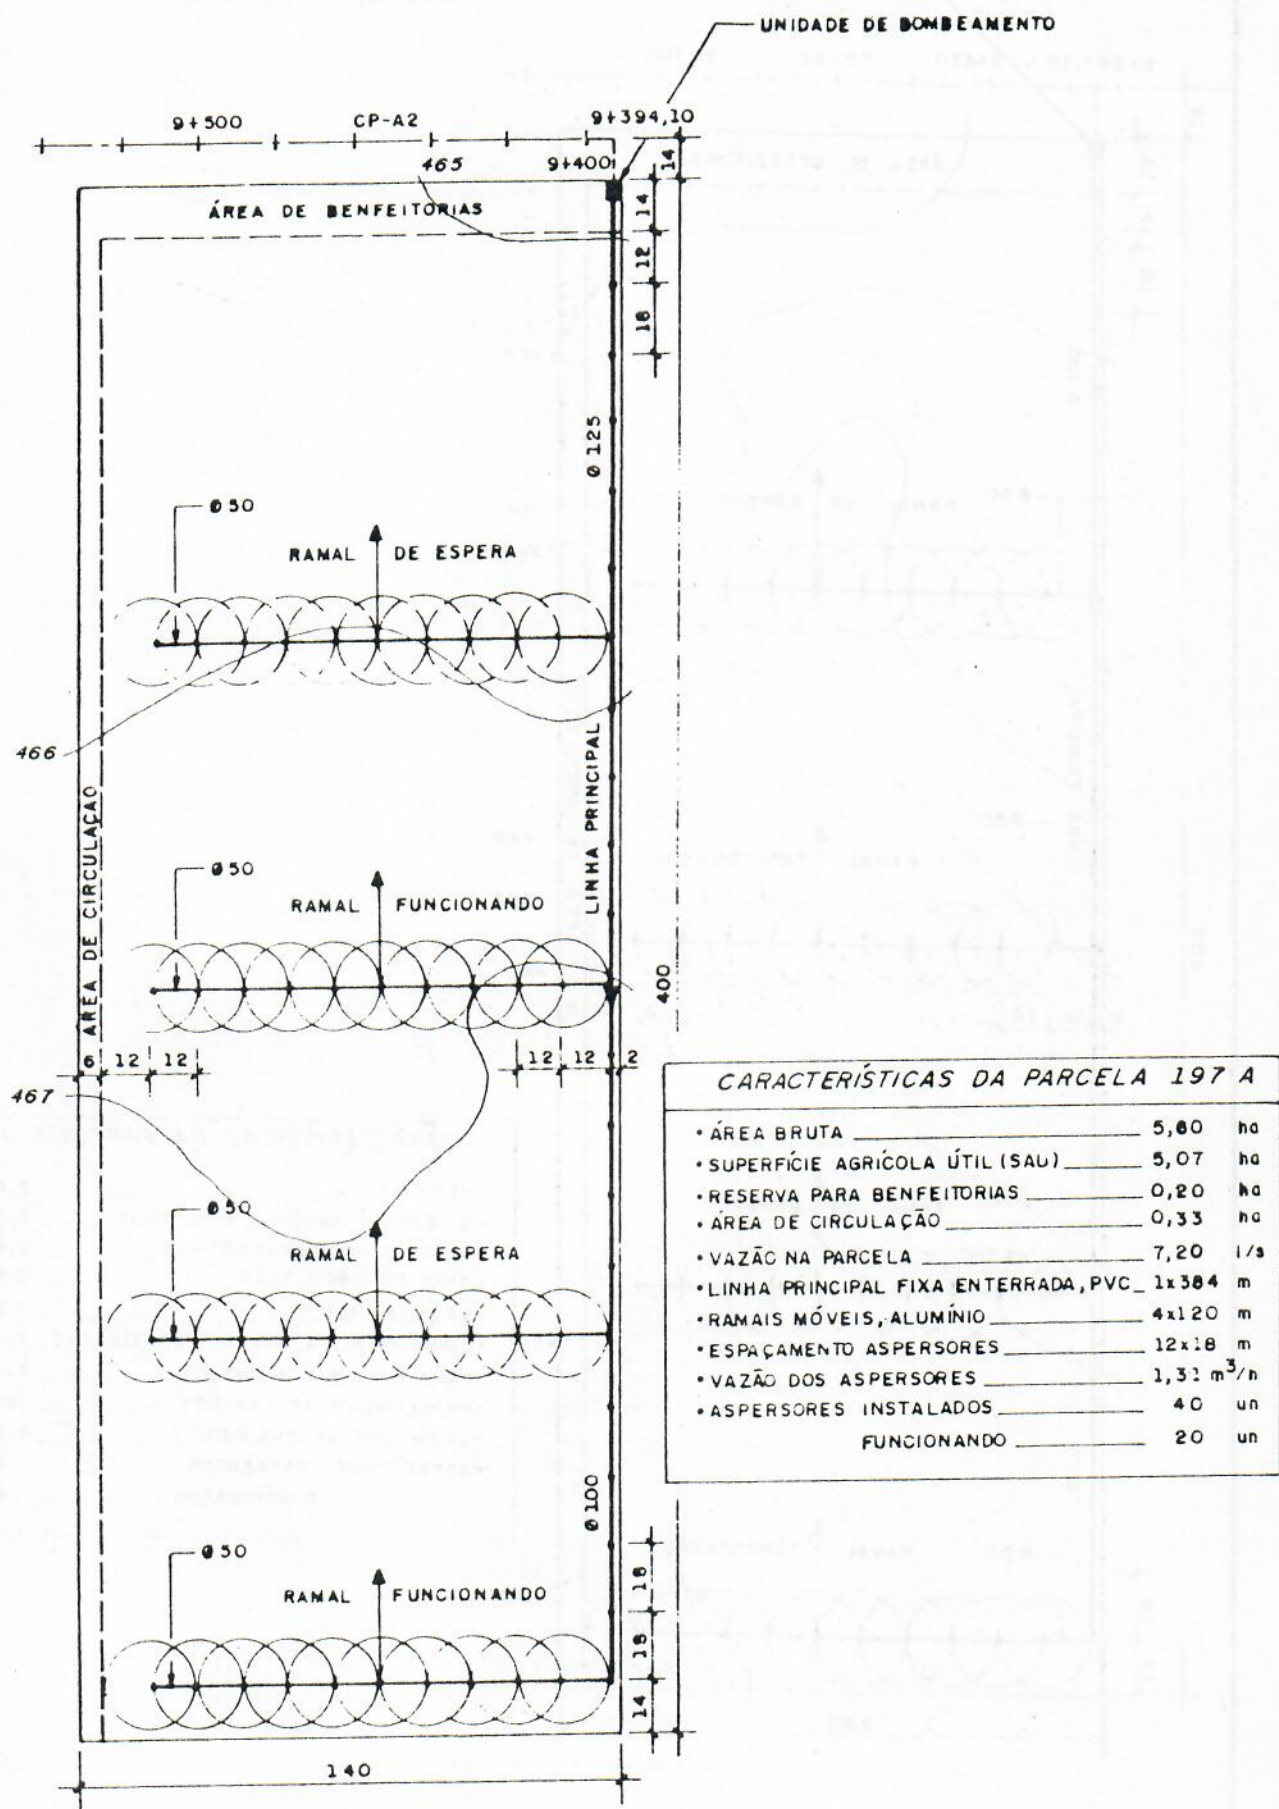 UNIDADE DE BOMBEAMENTO
9+500 CP-A2 9+394,10
465 9+400
14
ÁREA DE BENFEITORIAS
14
12
18
Ø 125
Ø 50
RAMAL DE ESPERA
466
LINHA PRINCIPAL
ÁREA DE CIRCULAÇÃO
Ø 50
RAMAL FUNCIONANDO
400
6 12 12 12 12 2
467
Ø 50
RAMAL DE ESPERA
Ø 100
Ø 50
RAMAL FUNCIONANDO
18
18
14
140
CARACTERÍSTICAS DA PARCELA 197 A
• ÁREA BRUTA 5,60 ha
• SUPERFÍCIE AGRÍCOLA ÚTIL (SAU) 5,07 ha
• RESERVA PARA BENFEITORIAS 0,20 ha
• ÁREA DE CIRCULAÇÃO 0,33 ha
• VAZÃO NA PARCELA 7,20 l/s
• LINHA PRINCIPAL FIXA ENTERRADA, PVC 1x384 m
• RAMAIS MÓVEIS, ALUMÍNIO 4x120 m
• ESPAÇAMENTO ASPERSORES 12x18 m
• VAZÃO DOS ASPERSORES 1,31 m³/h
• ASPERSORES INSTALADOS 40 un
FUNCIONANDO 20 un